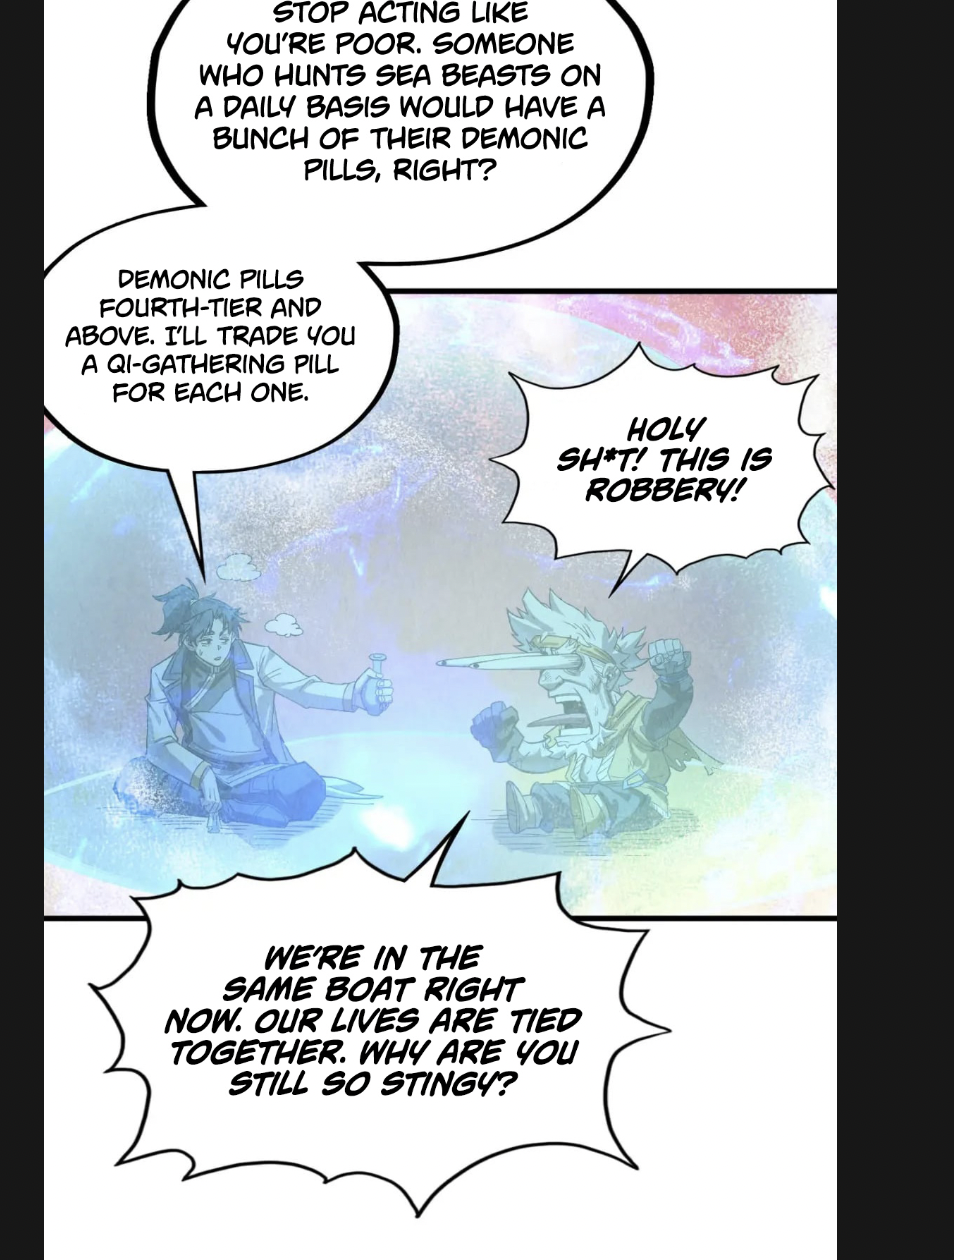 STOP ACTING LIKE
YOU'RE POOR. SOMEONE
WHO HUNTS SEA BEASTS ON
A DAILY BASIS WOULD HAVE A
BUNCH OF THEIR DEMONIC
PILLS, RIGHT?
DEMONIC PILLS
FOURTH-TIER AND
ABOVE. I'LL TRADE YOU
A QI-GATHERING PILL
FOR EACH ONE.
HOLY
SH*T! THIS IS
ROBBERY!
WE'RE IN THE
SAME BOAT RIGHT
NOW. OUR LIVES ARE TIED
TOGETHER. WHY ARE YOU
STILL SO STINGY?